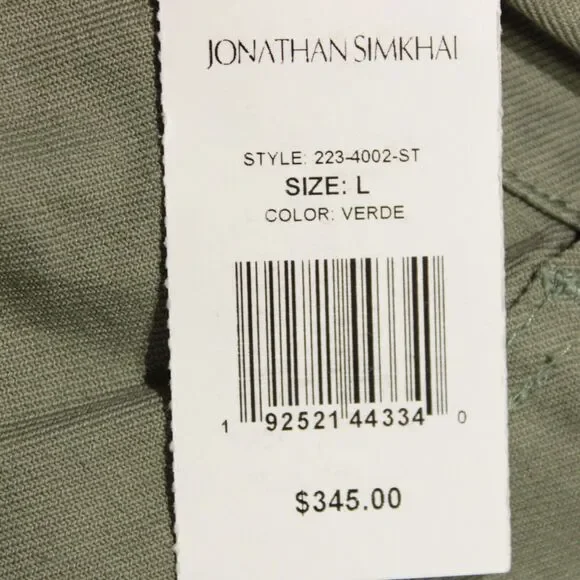 JONATHAN SIMKHAI
STYLE: 223-4002-ST
SIZE: L
COLOR: VERDE
1 92521 44334 0
$345.00